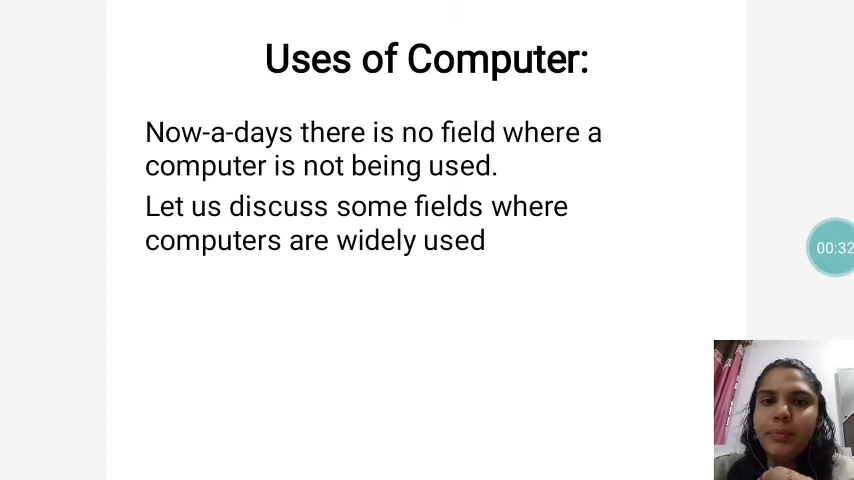 Uses of Computer:
Now-a-days there is no field where a
computer is not being used.
Let us discuss some fields where
computers are widely used
00:32